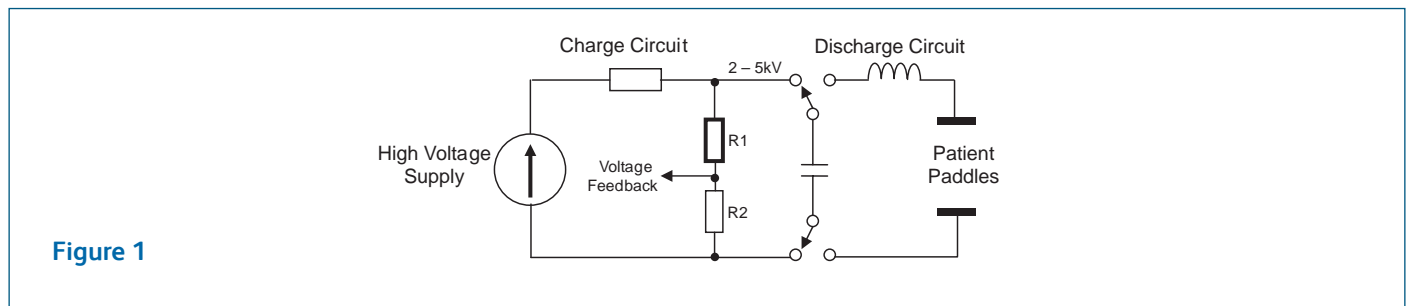 Charge Circuit
Discharge Circuit
2 – 5kV
R1
High Voltage
Supply
Voltage
Feedback
Patient
Paddles
R2
Figure 1